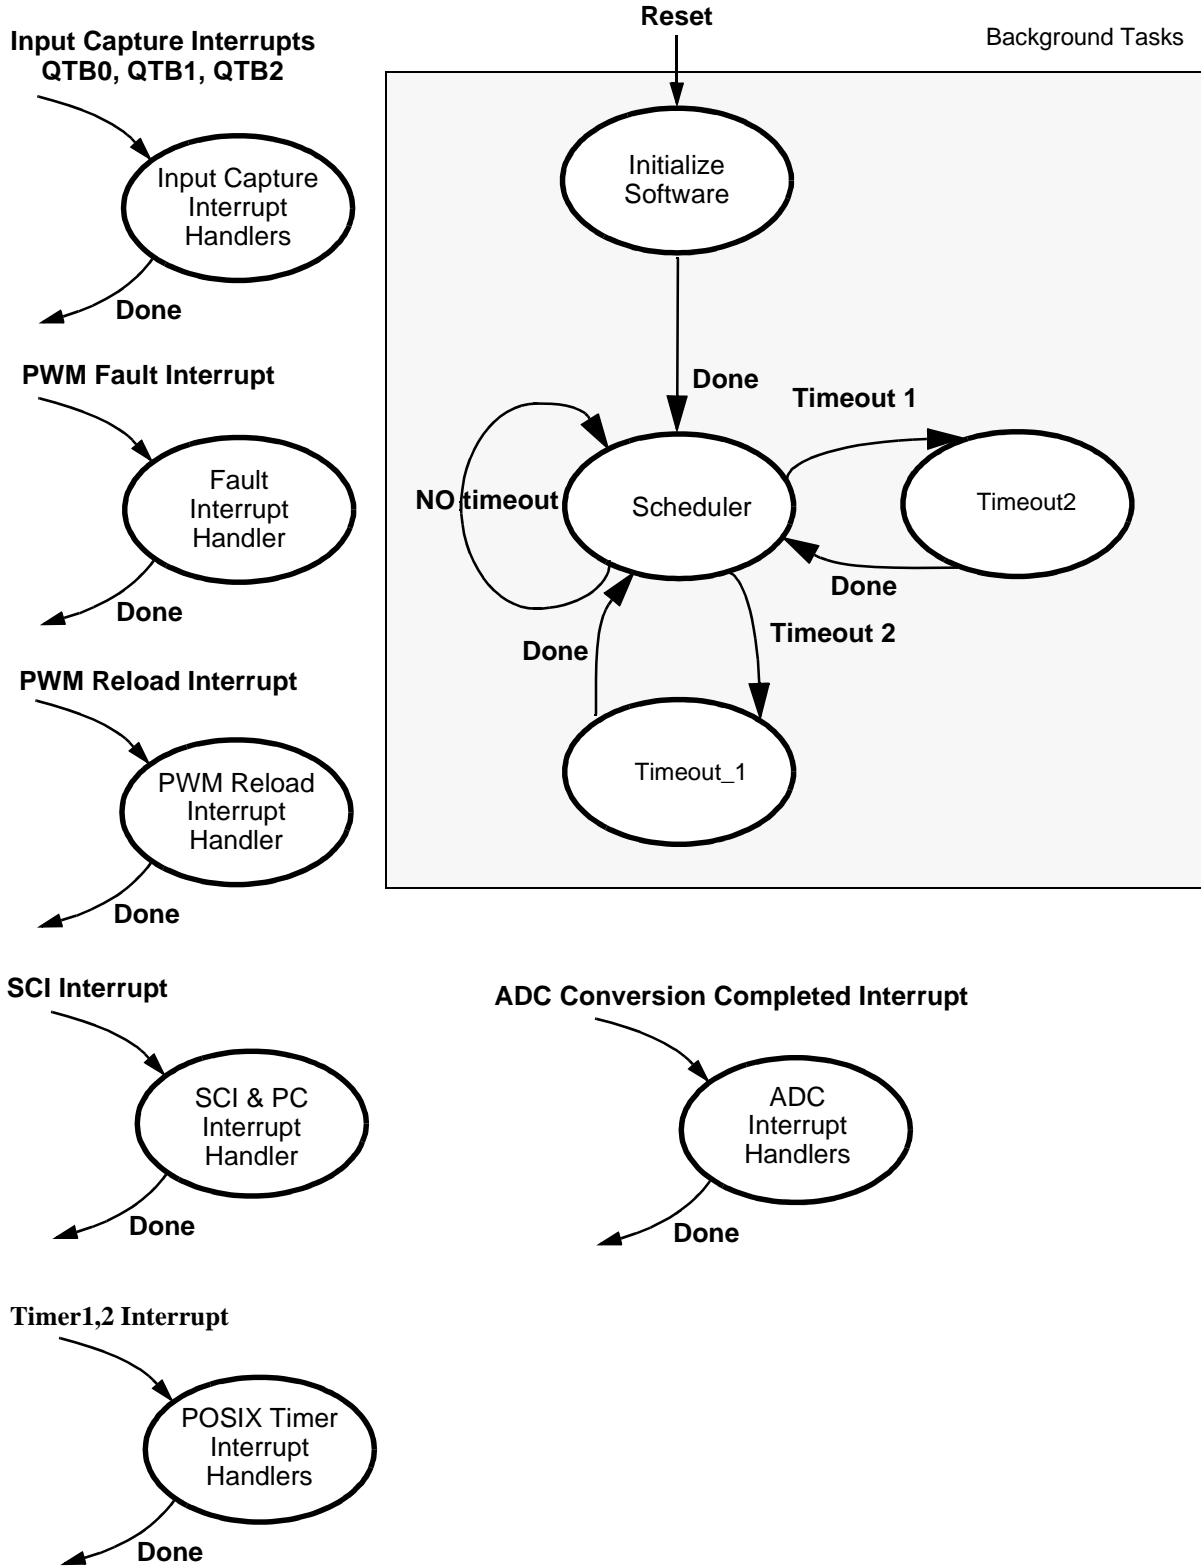 Reset
Background Tasks
Input Capture Interrupts
QTB0, QTB1, QTB2
Input Capture
Interrupt
Handlers
Done
Initialize
Software
Done
PWM Fault Interrupt
Fault
Interrupt
Handler
Done
NO timeout
Scheduler
Timeout 1
Timeout2
Done
Timeout 2
Done
Timeout_1
PWM Reload Interrupt
PWM Reload
Interrupt
Handler
Done
SCI Interrupt
SCI & PC
Interrupt
Handler
Done
ADC Conversion Completed Interrupt
ADC
Interrupt
Handlers
Done
Timer1,2 Interrupt
POSIX Timer
Interrupt
Handlers
Done